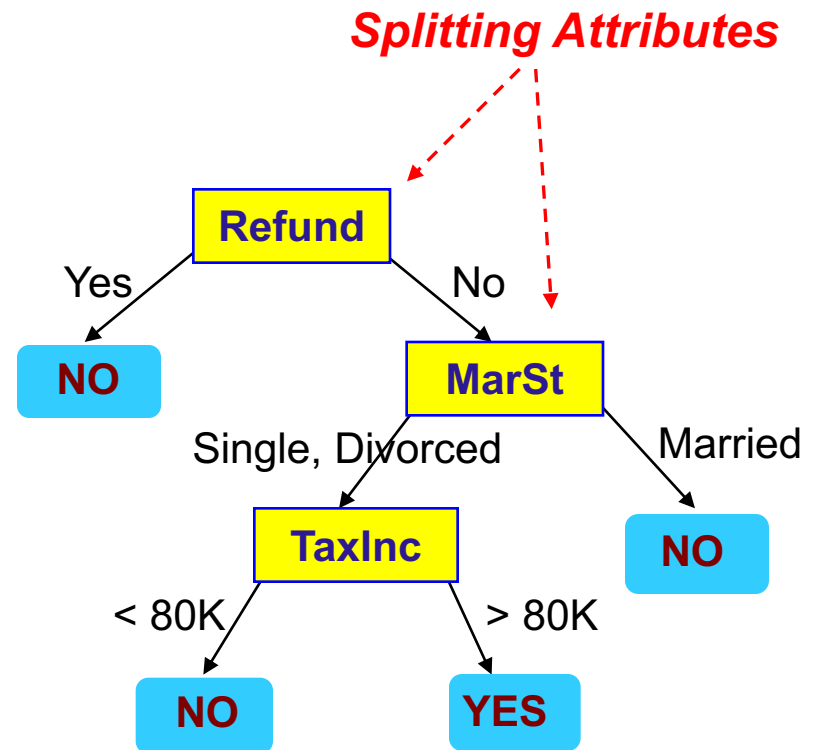 Splitting Attributes
Refund
Yes
No
NO
MarSt
Single, Divorced
Married
TaxInc
NO
< 80K
> 80K
NO
YES